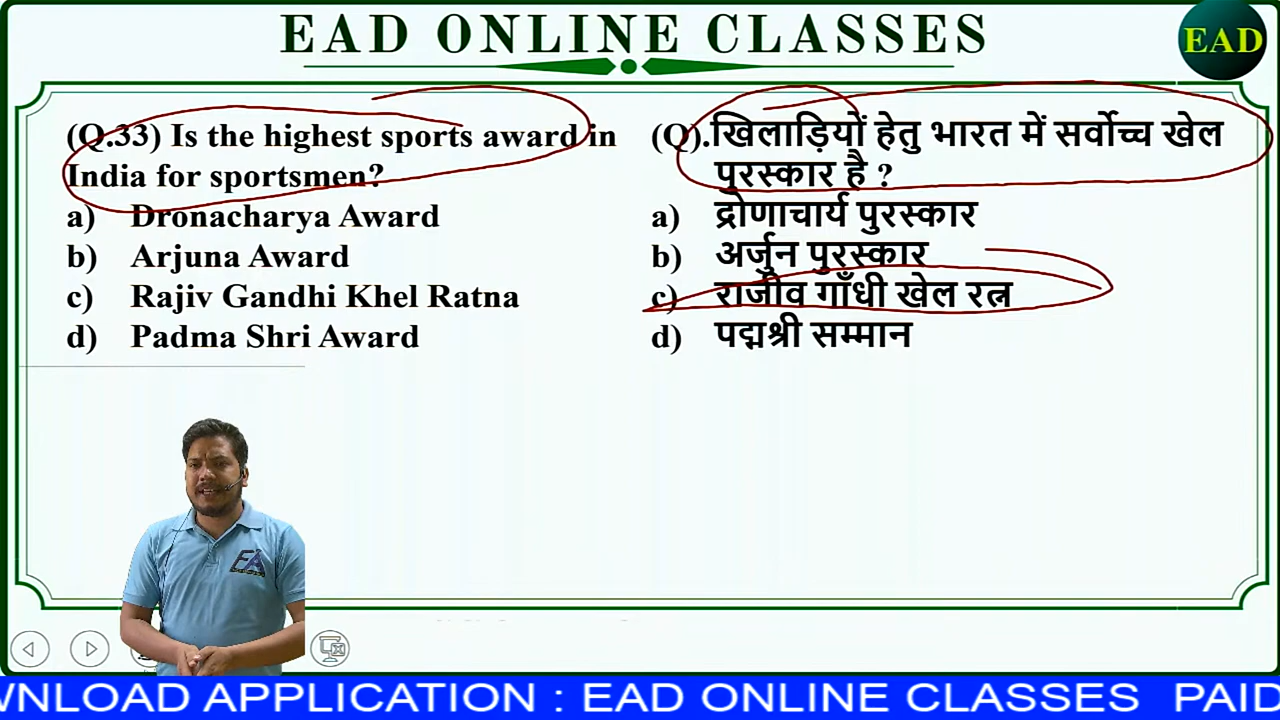 EAD ONLINE CLASSES
EAD
(Q.33) Is the highest sports award in
India for sportsmen?
a) Dronacharya Award
b) Arjuna Award
c) Rajiv Gandhi Khel Ratna
d) Padma Shri Award
(Q).खिलाड़ियों हेतु भारत में सर्वोच्च खेल
पुरस्कार है ?
a) द्रोणाचार्य पुरस्कार
b) अर्जुन पुरस्कार
c) राजीव गाँधी खेल रत्न
d) पद्मश्री सम्मान
WNLOAD APPLICATION : EAD ONLINE CLASSES PAID